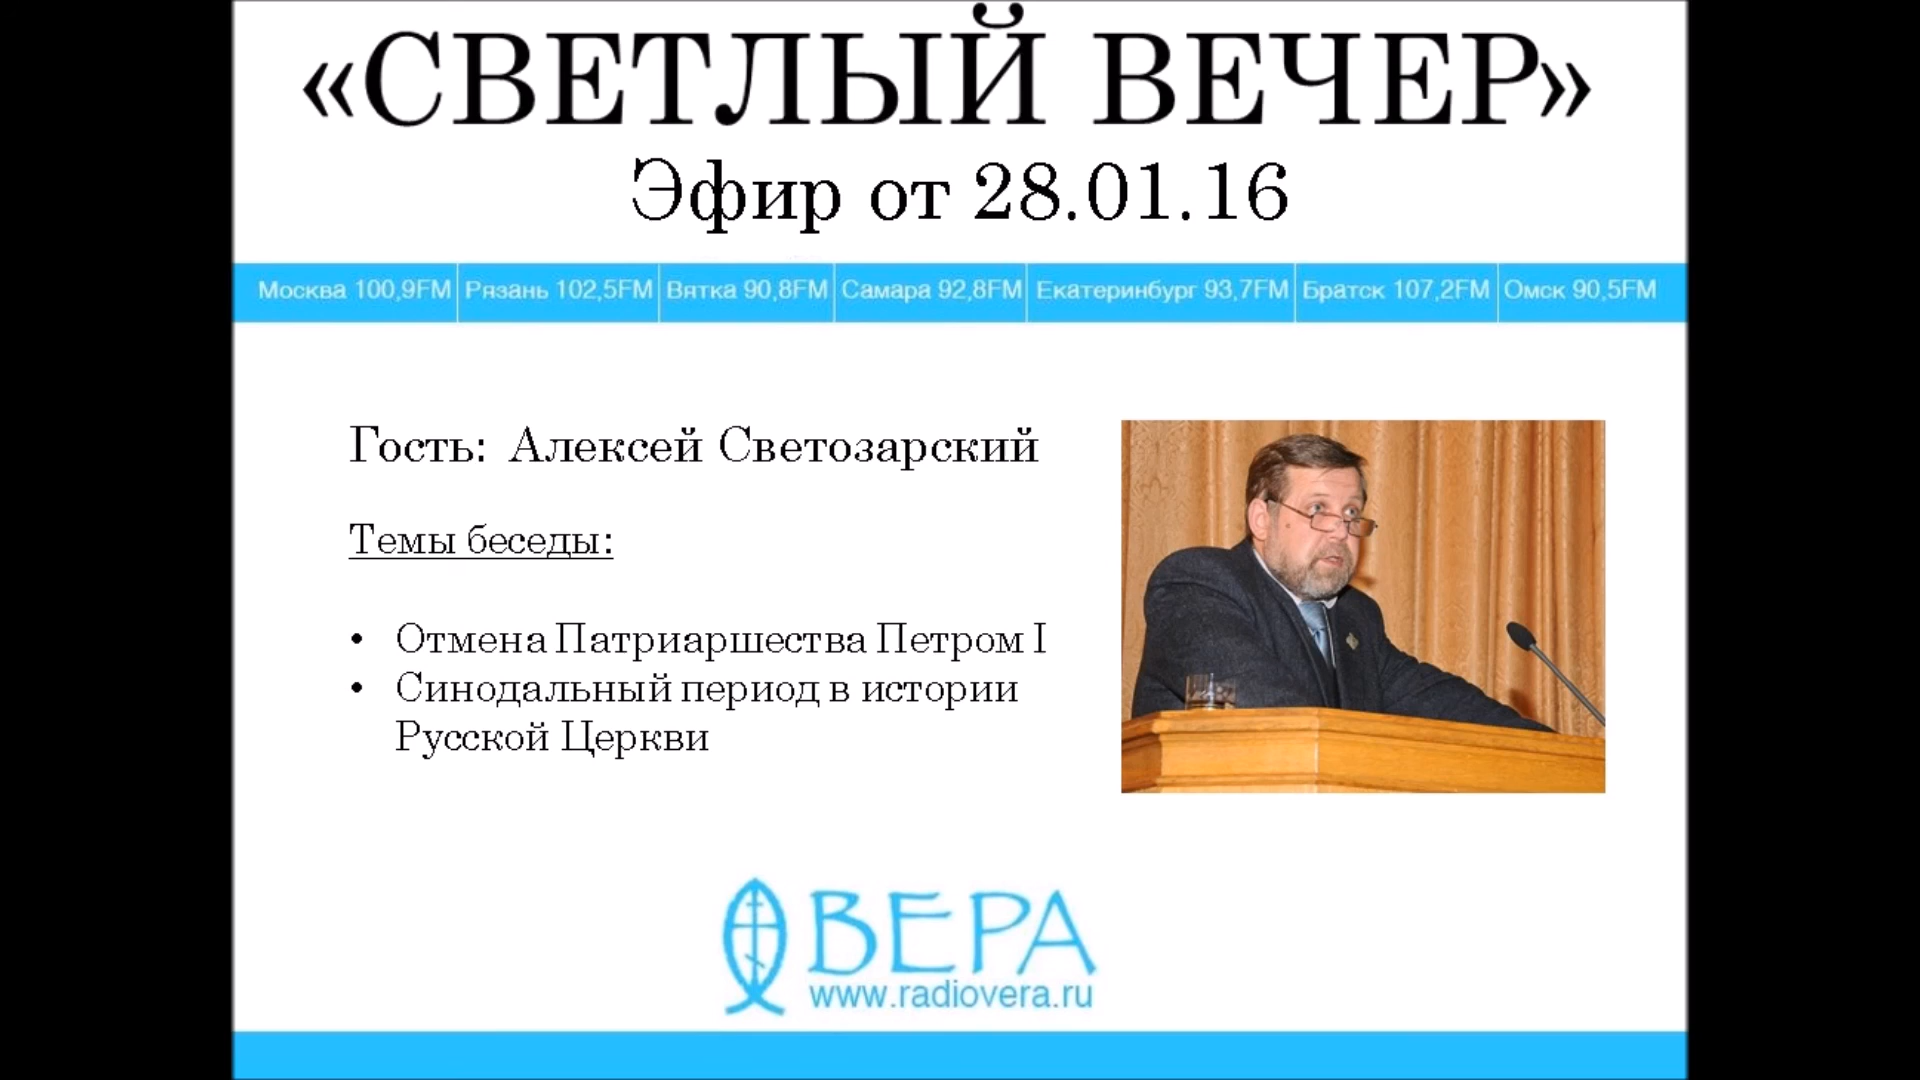 «СВЕТЛЫЙ ВЕЧЕР»
Эфир от 28.01.16
Москва 100,9FM Рязань 102,5FM Вятка 90,8FM Самара 92,8FM Екатеринбург 93,7FM Братск 107,2FM Омск 90,5FM
Гость: Алексей Светозарский
Темы беседы:
• Отмена Патриаршества Петром I
• Синодальный период в истории
Русской Церкви
ВЕРА
www.radiovera.ru